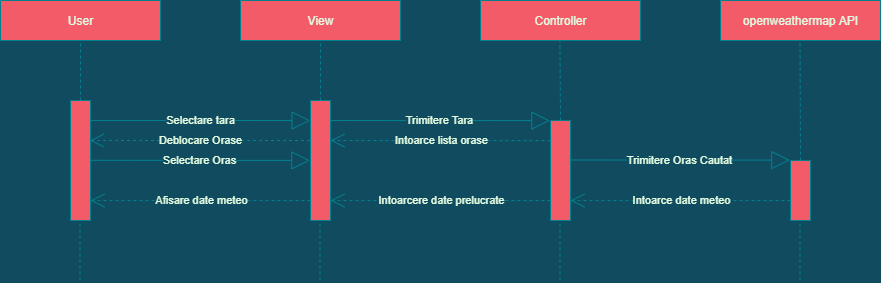 User
View
Controller
openweathermap API
Selectare tara
Trimitere Tara
Deblocare Orase
Intoarce lista orase
Selectare Oras
Trimitere Oras Cautat
Afisare date meteo
Intoarcere date prelucrate
Intoarce date meteo